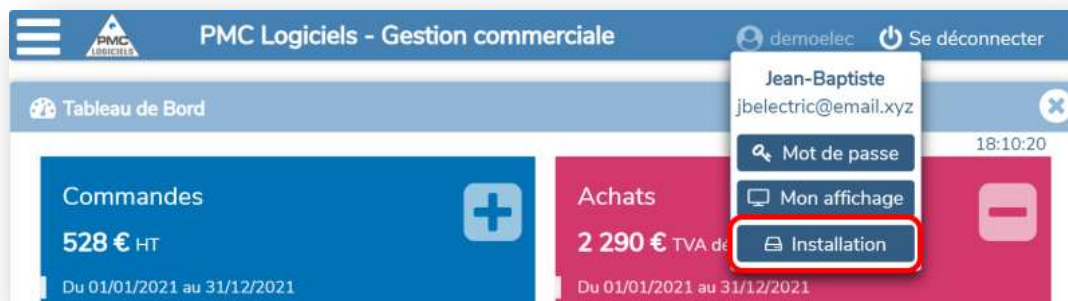 PMC
LOGICIELS
PMC Logiciels - Gestion commerciale
demoelec
Se déconnecter
Jean-Baptiste
jbelectric@email.xyz
Mot de passe
Mon affichage
Installation
Tableau de Bord
18:10:20
Commandes
528 € HT
Du 01/01/2021 au 31/12/2021
Achats
2 290 € TVA dé
Du 01/01/2021 au 31/12/2021